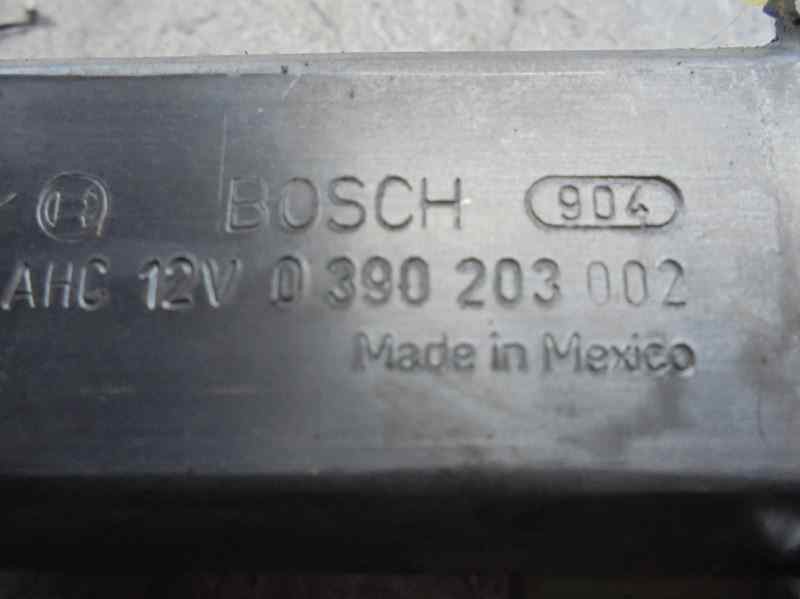 BOSCH 904
AHC 12V 0 390 203 002
Made in Mexico